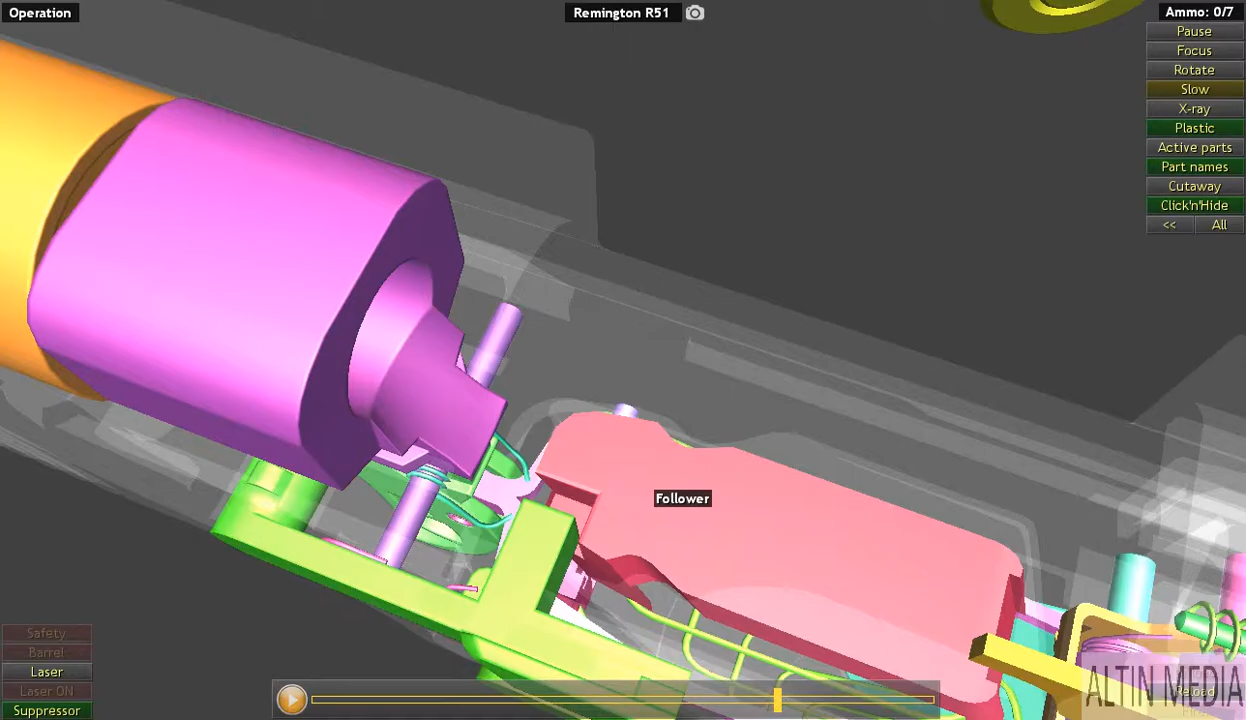 Operation
Remington R51
Ammo: 0/7
Pause
Focus
Rotate
Slow
X-ray
Plastic
Active parts
Part names
Cutaway
Click'n'Hide
<< All
Follower
Safety
Barrel
Laser
Laser ON
Suppressor
Reload
ALTIN MEDIA